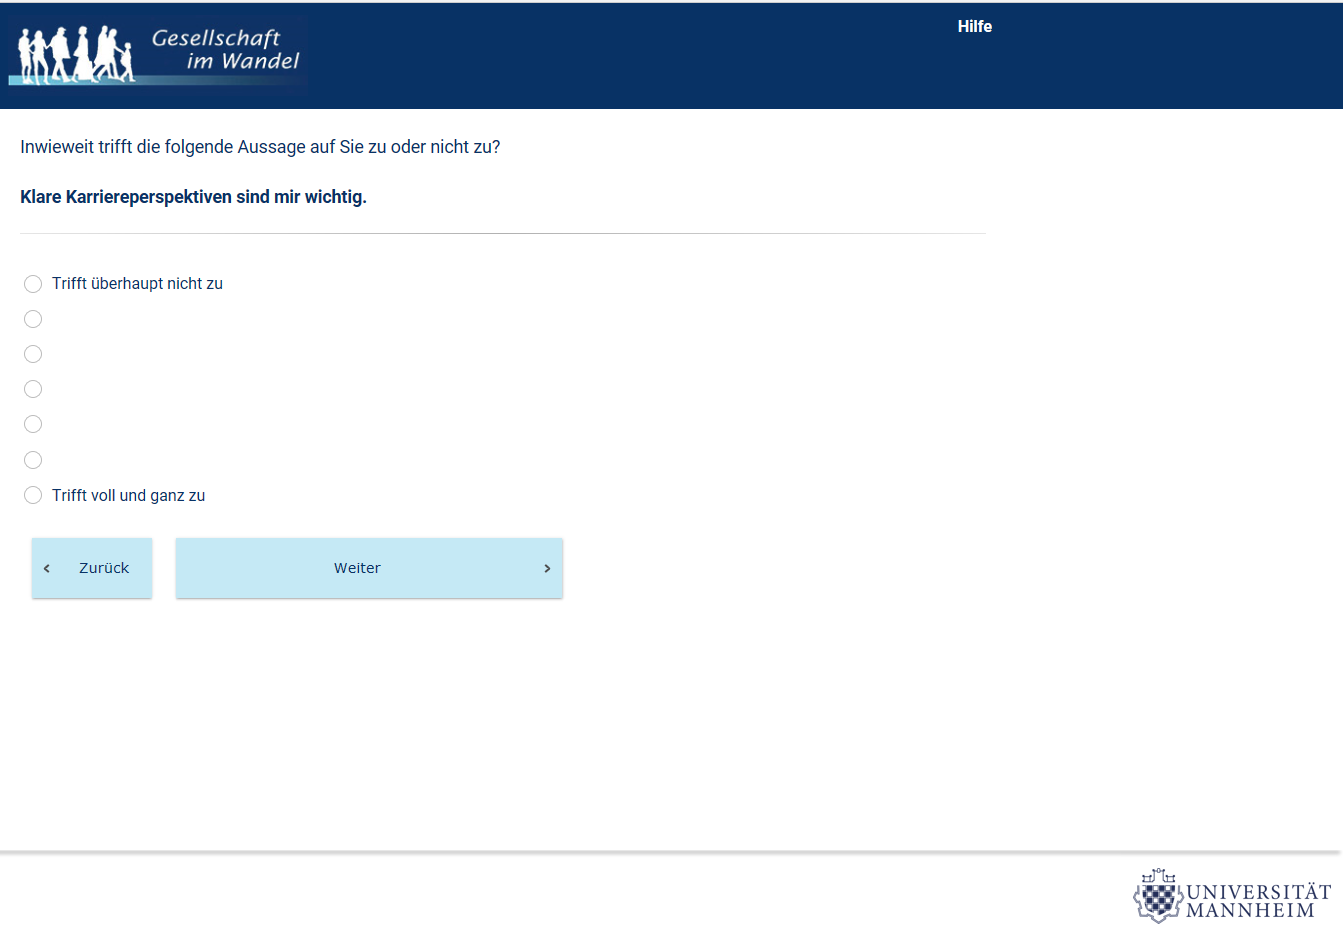 Gesellschaft
im Wandel
Hilfe
Inwieweit trifft die folgende Aussage auf Sie zu oder nicht zu?
Klare Karriereperspektiven sind mir wichtig.
Trifft überhaupt nicht zu
Trifft voll und ganz zu
Zurück
Weiter
UNIVERSITÄT
MANNHEIM